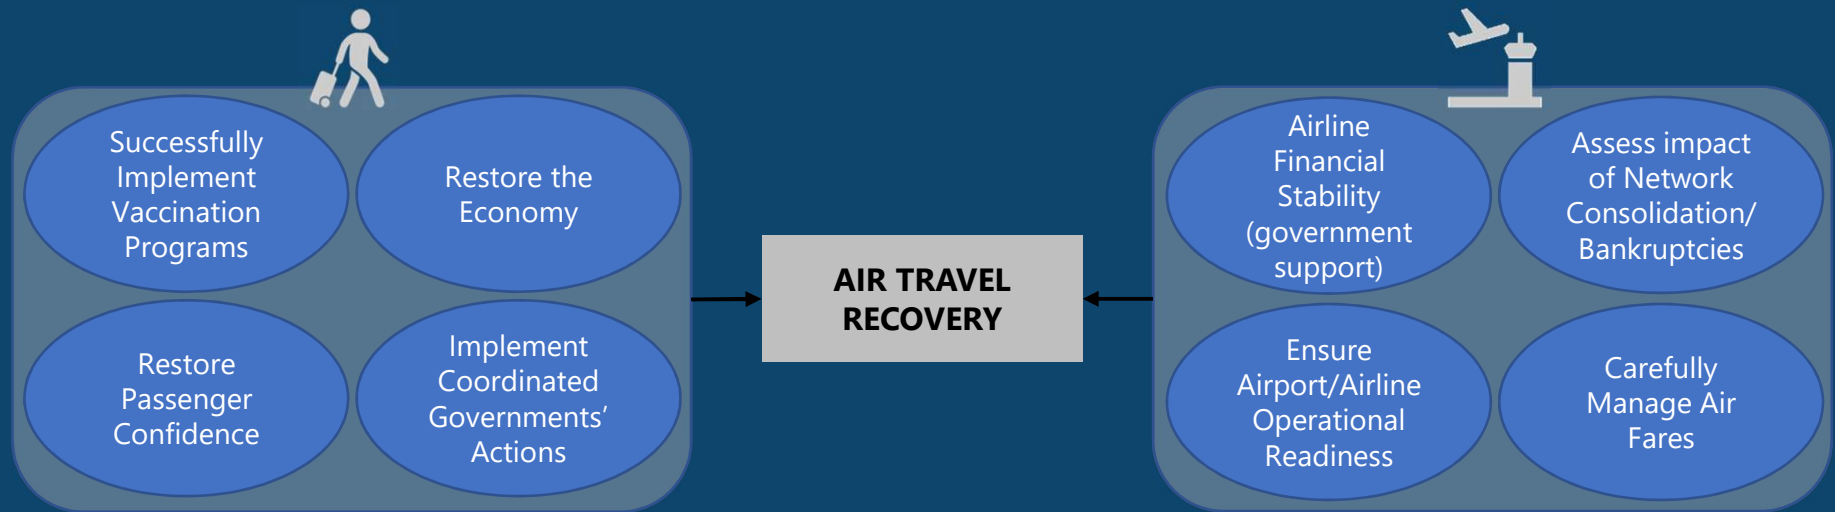 Successfully
Implement
Vaccination
Programs
Restore the
Economy
Restore
Passenger
Confidence
Implement
Coordinated
Governments’
Actions
AIR TRAVEL
RECOVERY
Airline
Financial
Stability
(government
support)
Assess impact
of Network
Consolidation/
Bankruptcies
Ensure
Airport/Airline
Operational
Readiness
Carefully
Manage Air
Fares